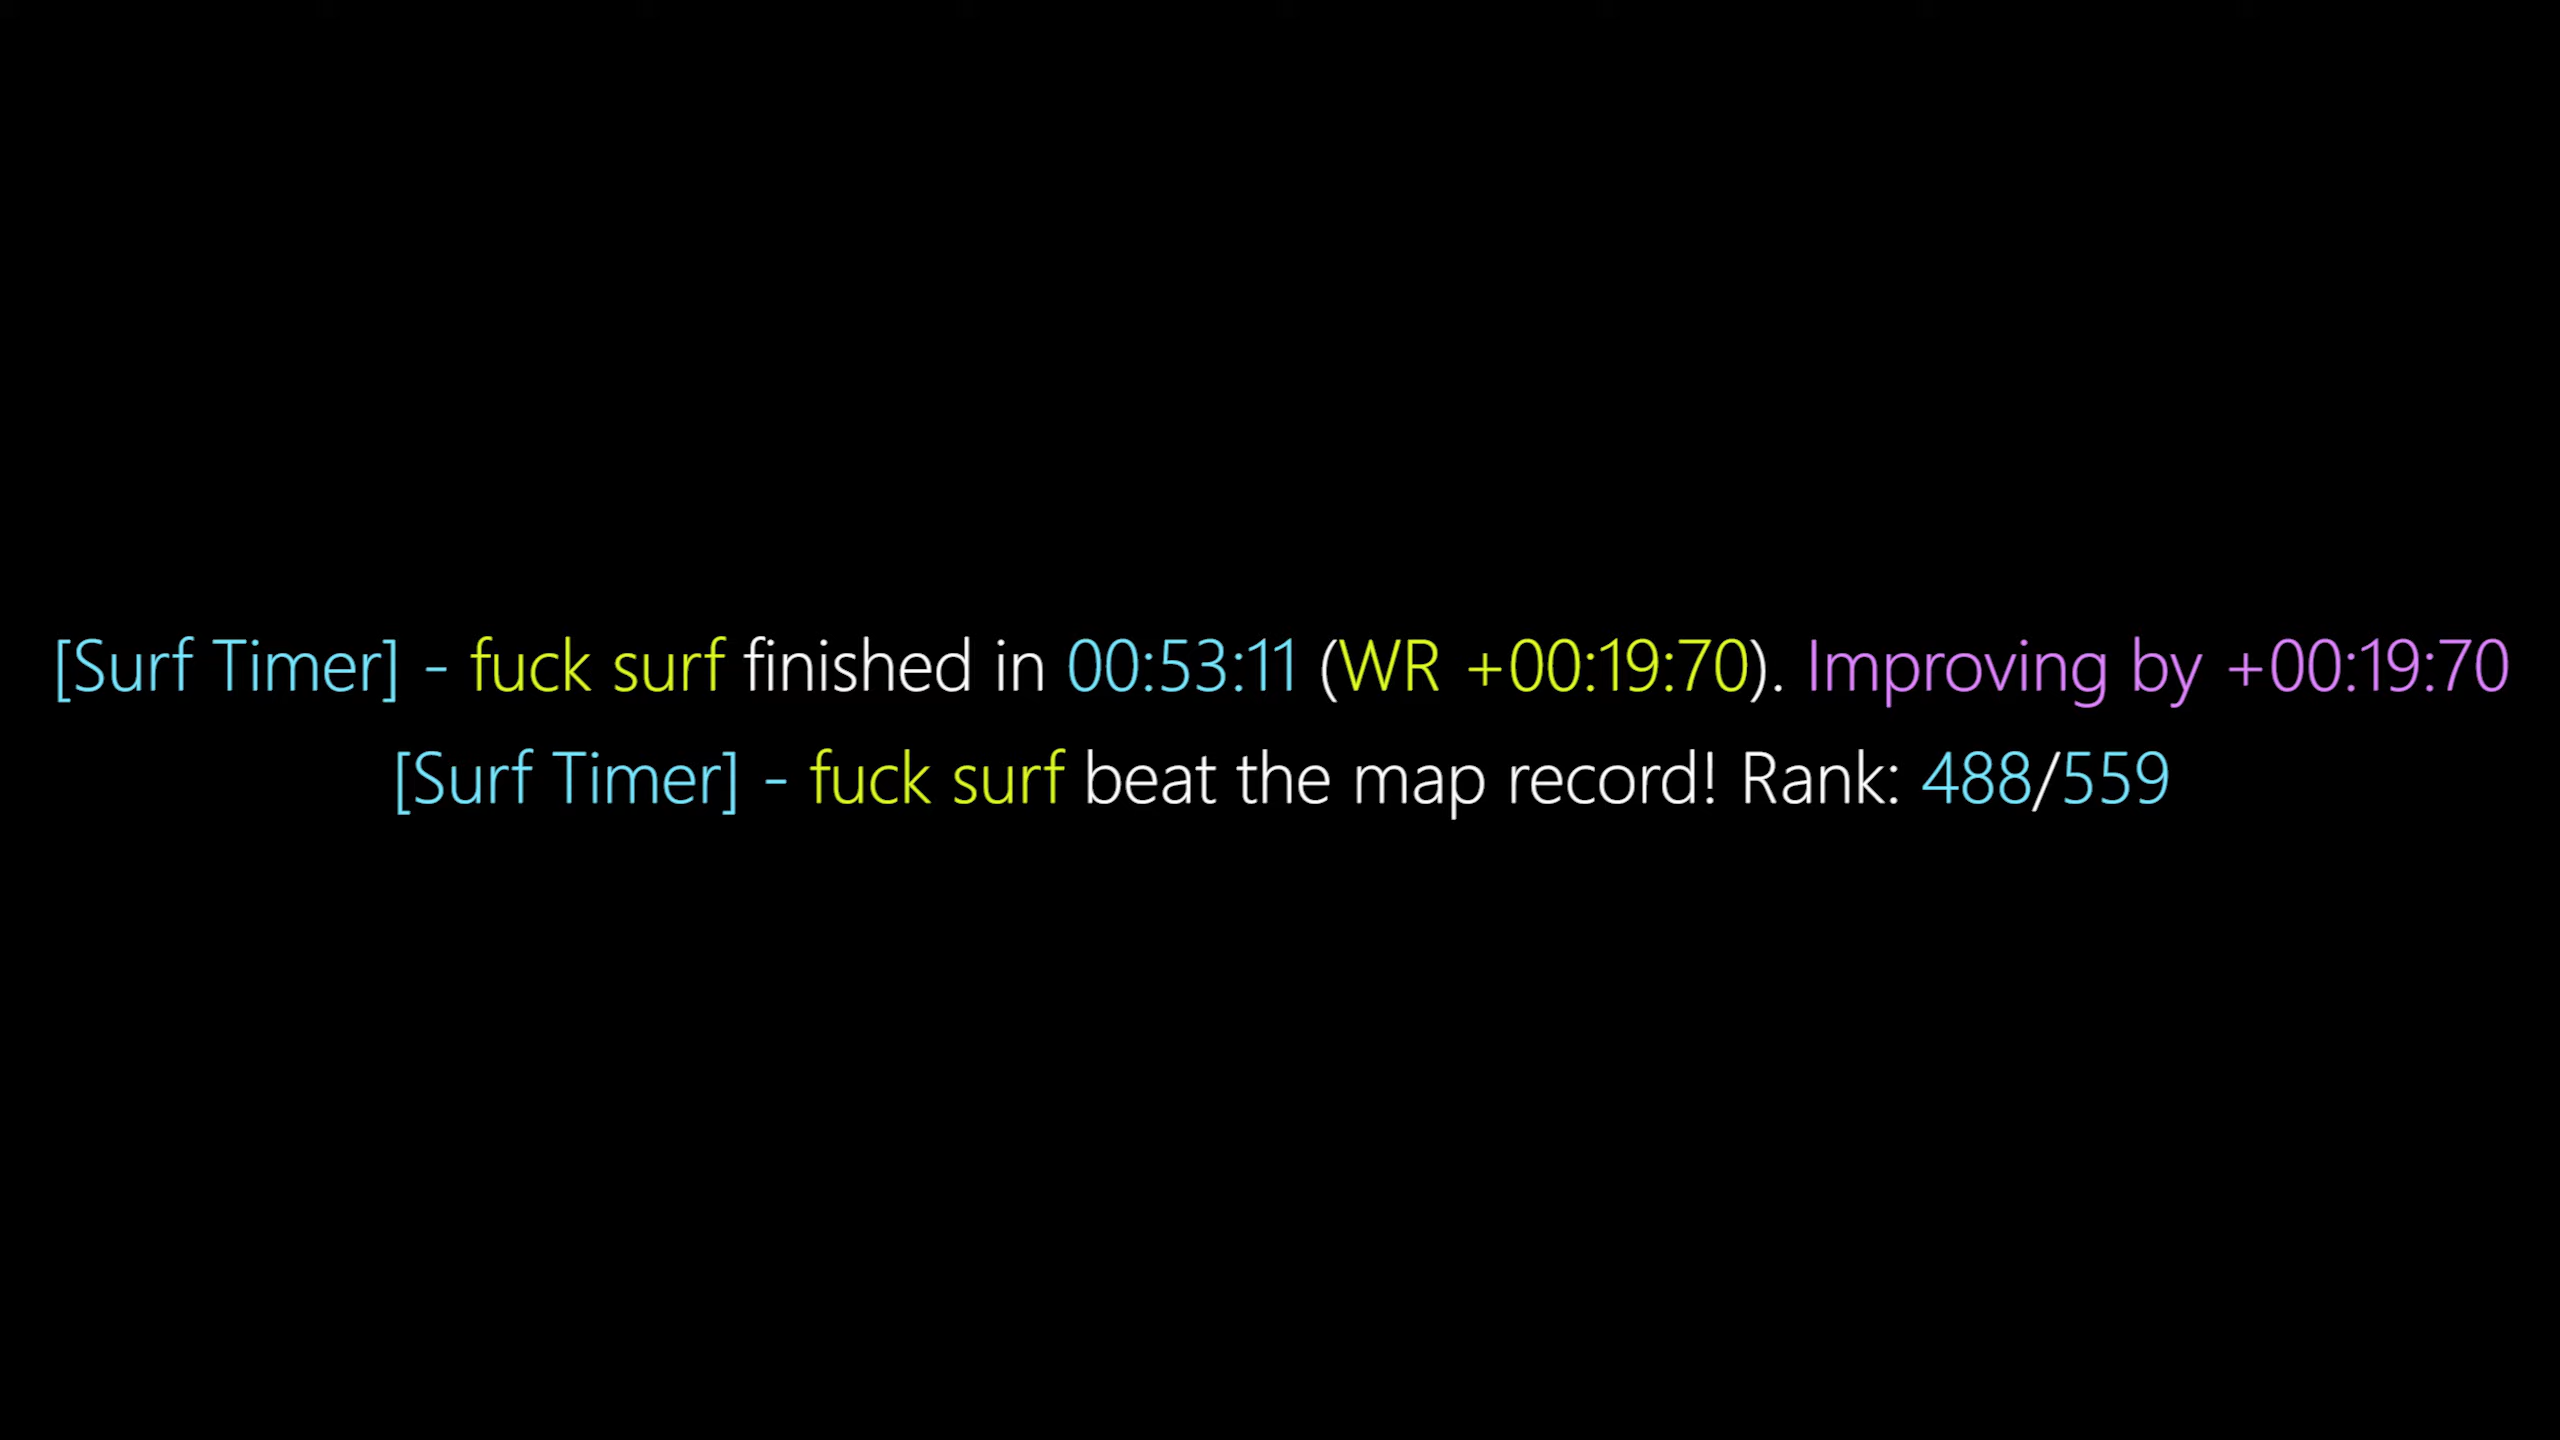 [Surf Timer] - fuck surf finished in 00:53:11 (WR +00:19:70). Improving by +00:19:70
[Surf Timer] - fuck surf beat the map record! Rank: 488/559